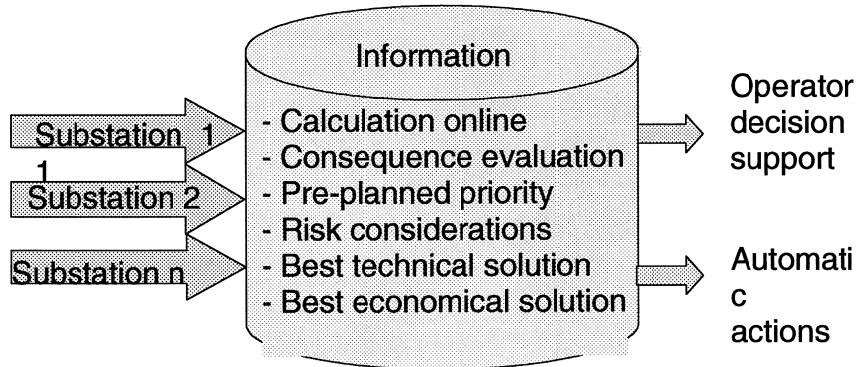 Information
Substation 1
1
Substation 2
Substation n
- Calculation online
- Consequence evaluation
- Pre-planned priority
- Risk considerations
- Best technical solution
- Best economical solution
Operator
decision
support
Automati
c
actions